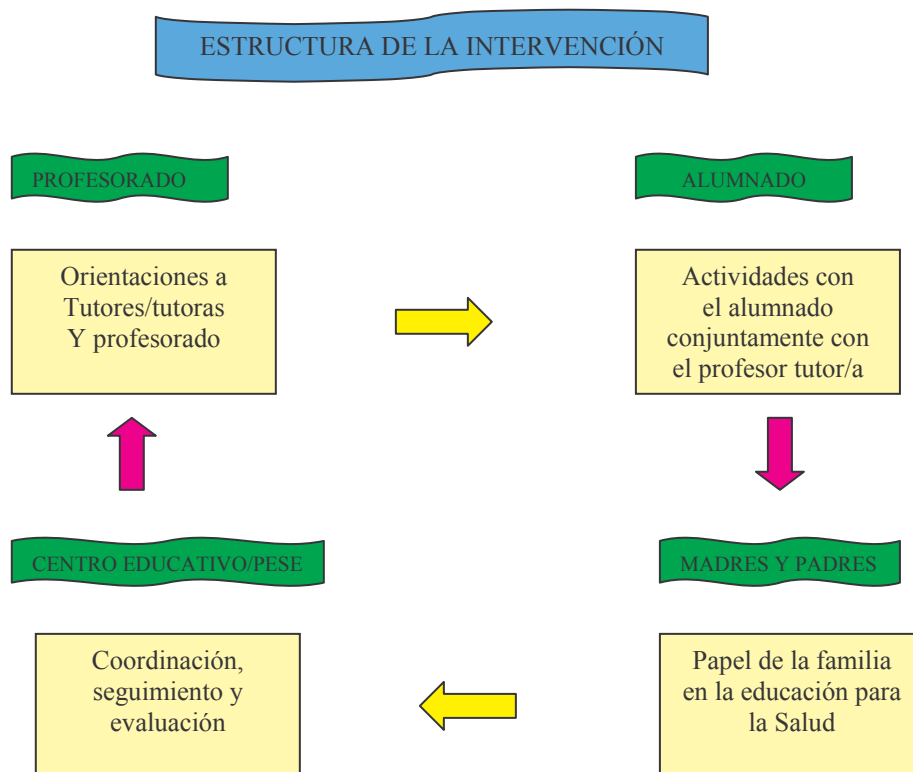 ESTRUCTURA DE LA INTERVENCIÓN
PROFESORADO
ALUMNADO
Orientaciones a
Tutores/tutoras
Y profesorado
Actividades con
el alumnado
conjuntamente con
el profesor tutor/a
CENTRO EDUCATIVO/PESE
MADRES Y PADRES
Coordinación,
seguimiento y
evaluación
Papel de la familia
en la educación para
la Salud